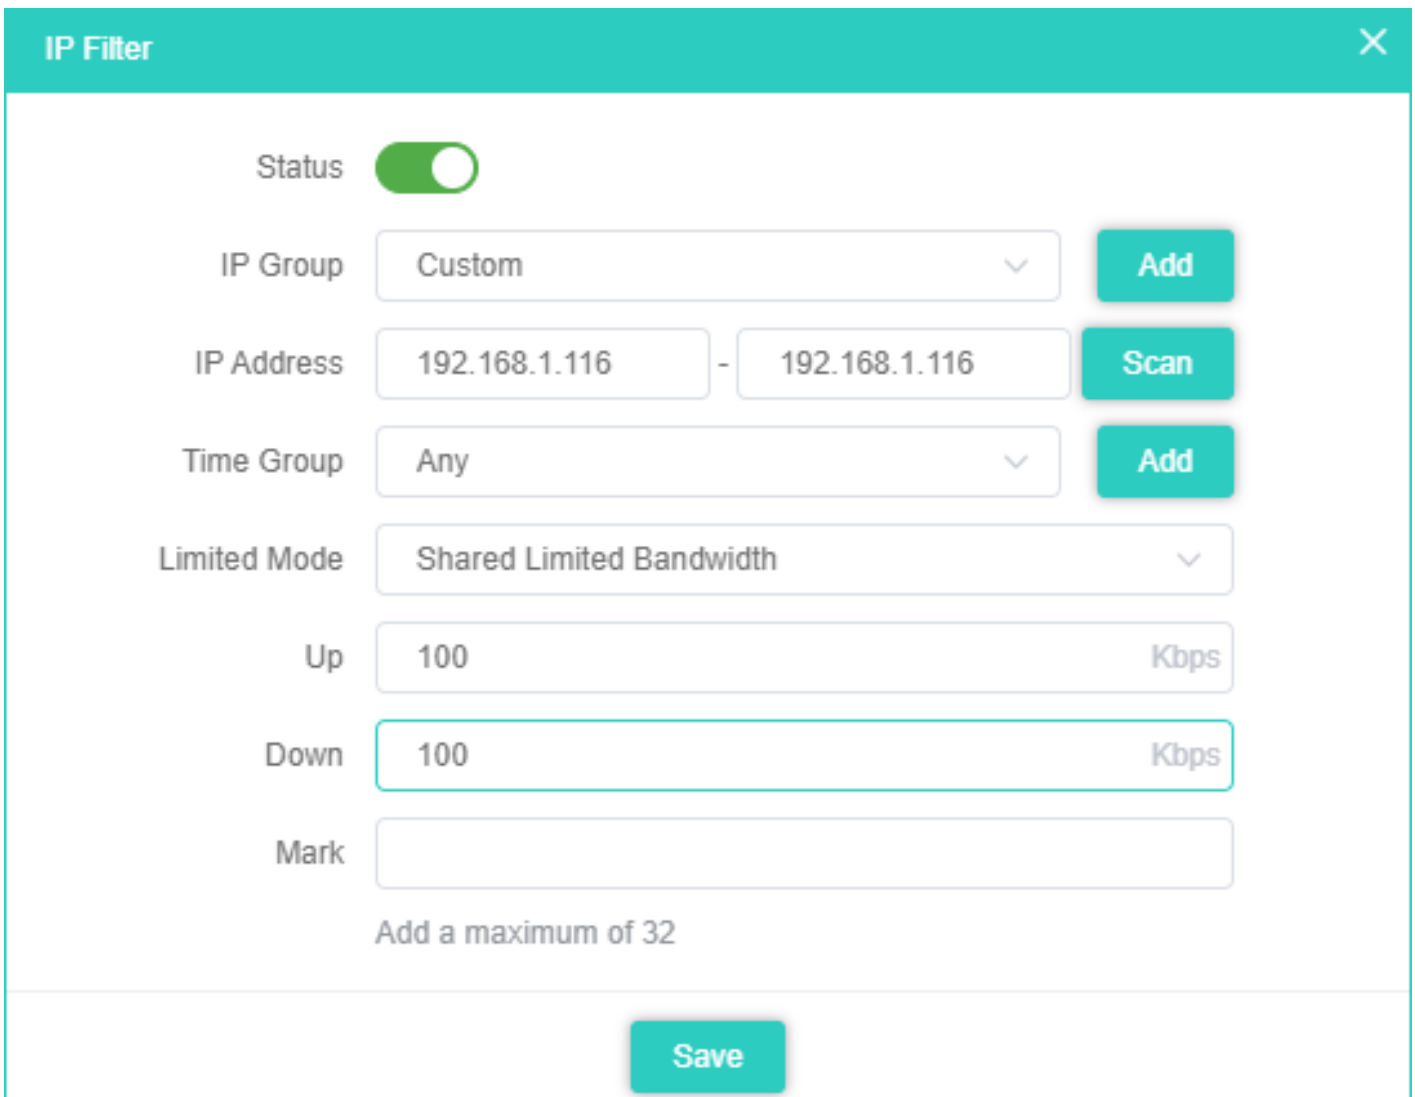 IP Filter
Status
IP Group Custom Add
IP Address 192.168.1.116 - 192.168.1.116 Scan
Time Group Any Add
Limited Mode Shared Limited Bandwidth
Up 100 Kbps
Down 100 Kbps
Mark
Add a maximum of 32
Save